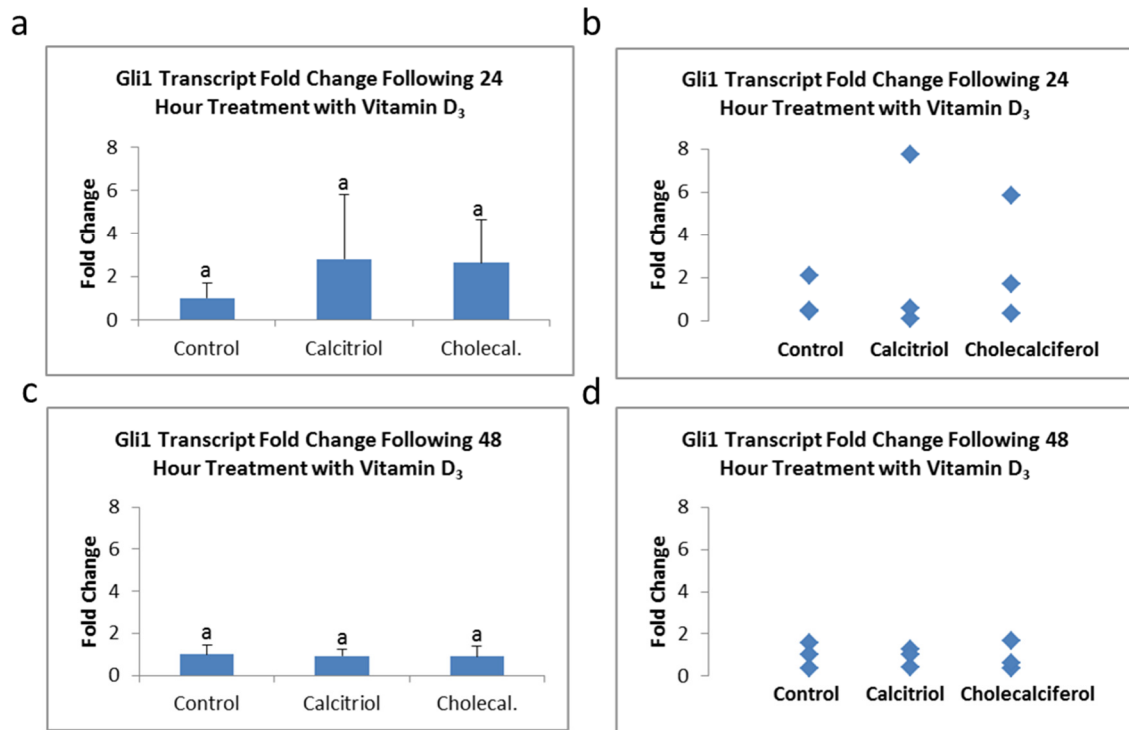 a
Gli1 Transcript Fold Change Following 24
Hour Treatment with Vitamin D₃
Fold Change
8
6
4
2
0
a
a
a
Control
Calcitriol
Cholecal.
b
Gli1 Transcript Fold Change Following 24
Hour Treatment with Vitamin D₃
Fold Change
8
6
4
2
0
Control
Calcitriol
Cholecalciferol
c
Gli1 Transcript Fold Change Following 48
Hour Treatment with Vitamin D₃
Fold Change
8
6
4
2
0
a
a
a
Control
Calcitriol
Cholecal.
d
Gli1 Transcript Fold Change Following 48
Hour Treatment with Vitamin D₃
Fold Change
8
6
4
2
0
Control
Calcitriol
Cholecalciferol